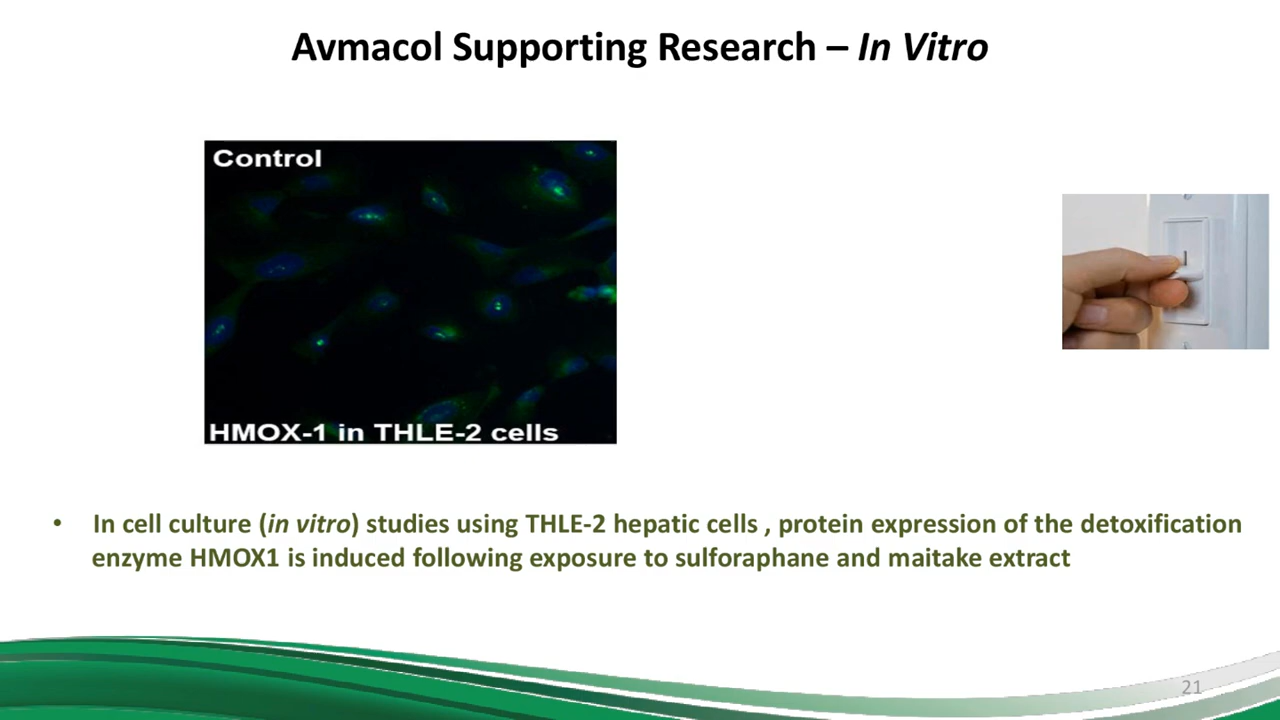 Avmacol Supporting Research – In Vitro
Control
HMOX-1 in THLE-2 cells
• In cell culture (in vitro) studies using THLE-2 hepatic cells , protein expression of the detoxification
enzyme HMOX1 is induced following exposure to sulforaphane and maitake extract
21